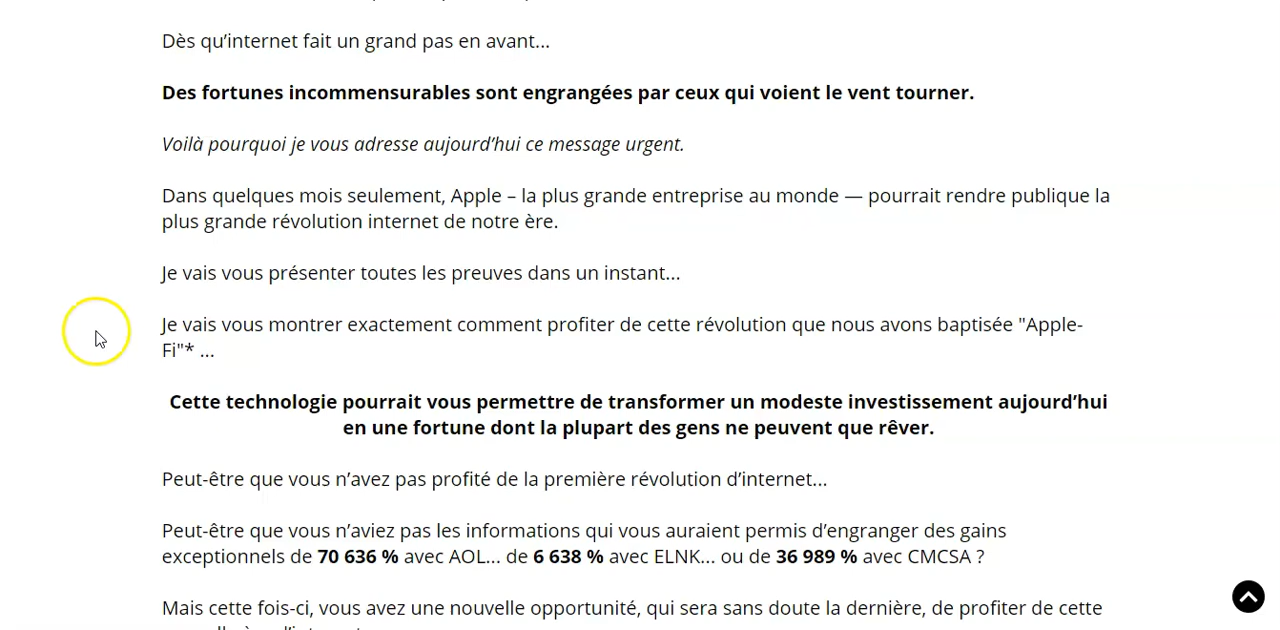 Dès qu’internet fait un grand pas en avant...
Des fortunes incommensurables sont engrangées par ceux qui voient le vent tourner.
Voilà pourquoi je vous adresse aujourd’hui ce message urgent.
Dans quelques mois seulement, Apple – la plus grande entreprise au monde — pourrait rendre publique la
plus grande révolution internet de notre ère.
Je vais vous présenter toutes les preuves dans un instant...
Je vais vous montrer exactement comment profiter de cette révolution que nous avons baptisée "Apple-
Fi"* ...
Cette technologie pourrait vous permettre de transformer un modeste investissement aujourd’hui
en une fortune dont la plupart des gens ne peuvent que rêver.
Peut-être que vous n’avez pas profité de la première révolution d’internet...
Peut-être que vous n’aviez pas les informations qui vous auraient permis d’engranger des gains
exceptionnels de 70 636 % avec AOL... de 6 638 % avec ELNK... ou de 36 989 % avec CMCSA ?
Mais cette fois-ci, vous avez une nouvelle opportunité, qui sera sans doute la dernière, de profiter de cette